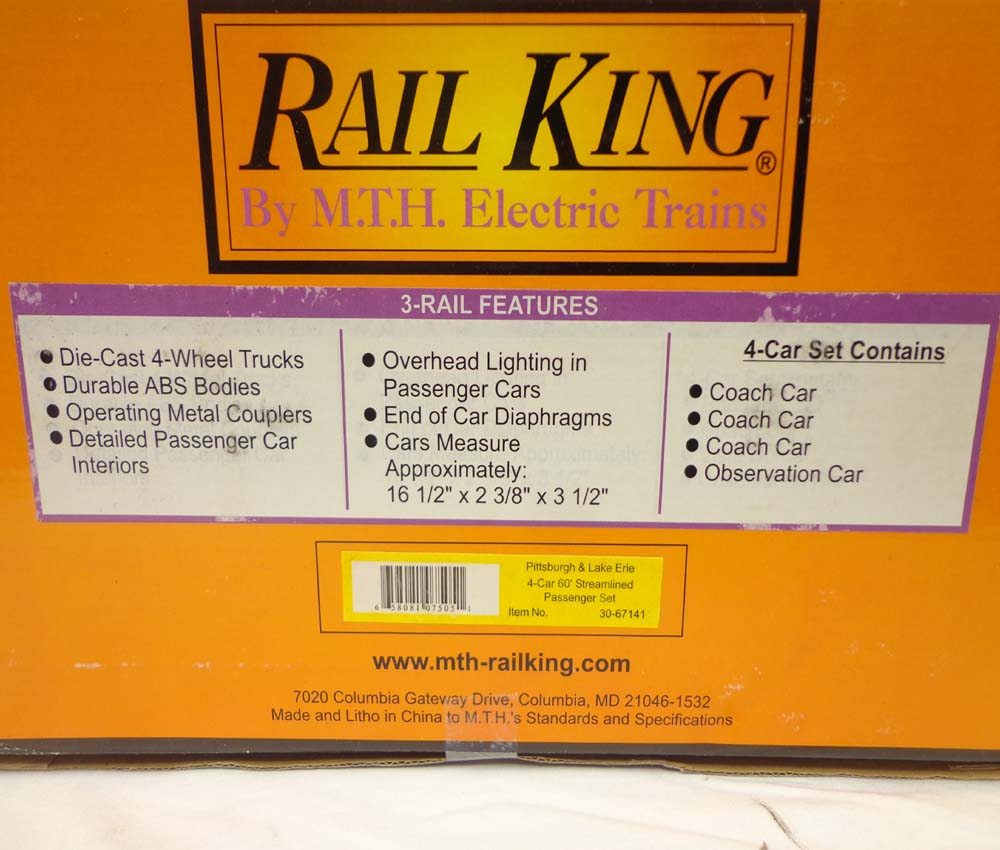 RAIL KING®
By M.T.H. Electric Trains
3-RAIL FEATURES
• Die-Cast 4-Wheel Trucks
• Durable ABS Bodies
• Operating Metal Couplers
• Detailed Passenger Car
Interiors
• Overhead Lighting in
Passenger Cars
• End of Car Diaphragms
• Cars Measure
Approximately:
16 1/2" x 2 3/8" x 3 1/2"
4-Car Set Contains
• Coach Car
• Coach Car
• Coach Car
• Observation Car
6 58081 07505 1
Pittsburgh & Lake Erie
4-Car 60' Streamlined
Passenger Set
Item No. 30-67141
www.mth-railking.com
7020 Columbia Gateway Drive, Columbia, MD 21046-1532
Made and Litho in China to M.T.H.'s Standards and Specifications